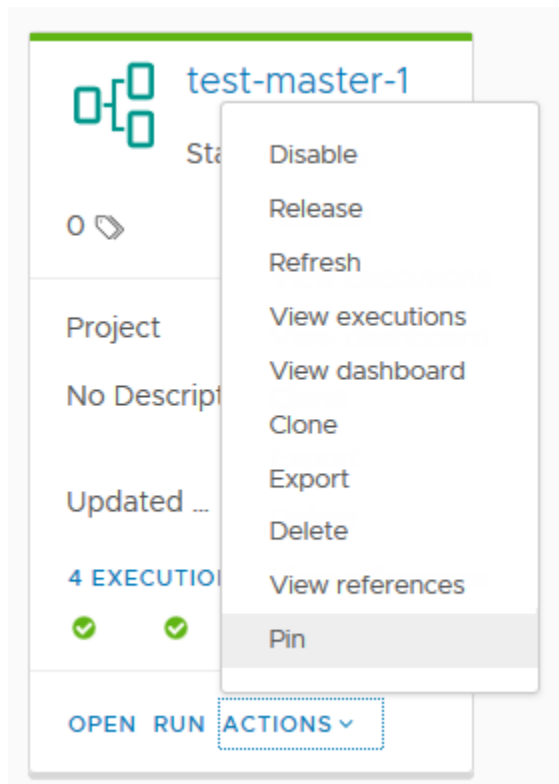 test-master-1
Sta
0
Project
No Descript
Updated ...
4 EXECUTIO
OPEN RUN ACTIONS
Disable
Release
Refresh
View executions
View dashboard
Clone
Export
Delete
View references
Pin